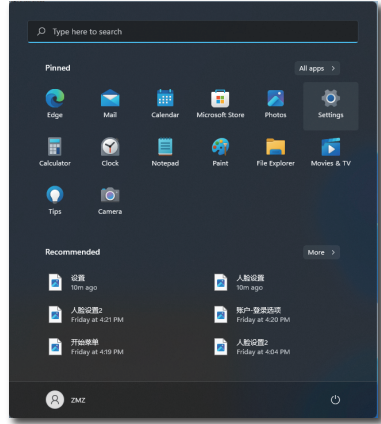 Type here to search
Pinned
All apps >
Edge
Mail
Calendar
Microsoft Store
Photos
Settings
Calculator
Clock
Notepad
Paint
File Explorer
Movies & TV
Tips
Camera
Recommended
More >
设置
10m ago
人脸设置
10m ago
人脸设置2
Friday at 4:21 PM
账户-登录选项
Friday at 4:20 PM
开始菜单
Friday at 4:19 PM
人脸设置2
Friday at 4:04 PM
ZMZ